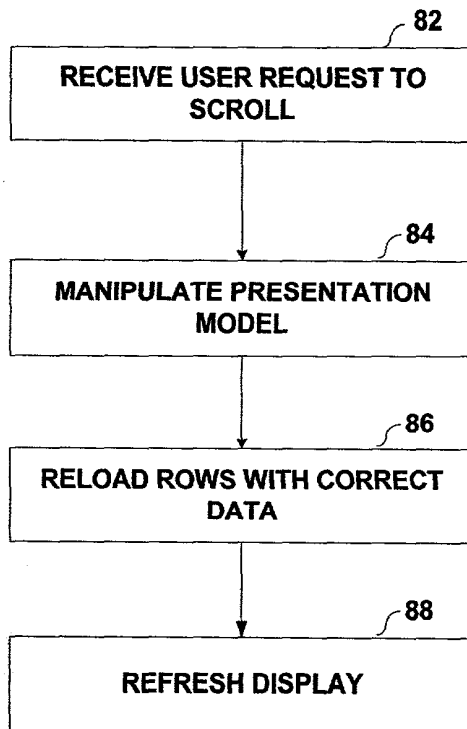 82
RECEIVE USER REQUEST TO
SCROLL
84
MANIPULATE PRESENTATION
MODEL
86
RELOAD ROWS WITH CORRECT
DATA
88
REFRESH DISPLAY